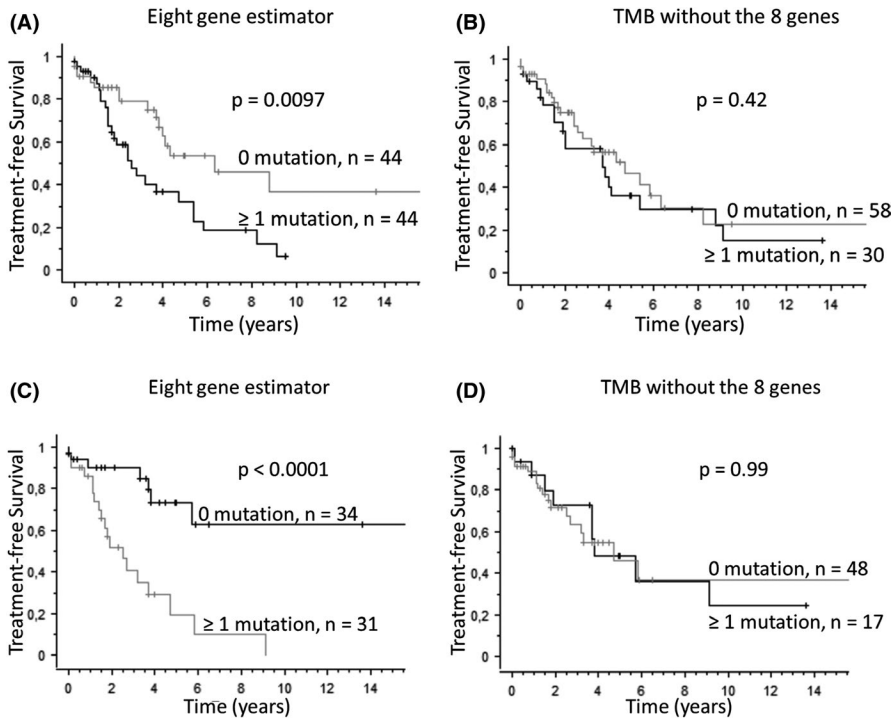 (A) Eight gene estimator
Treatment-free Survival
1
0,8
0,6
0,4
0,2
0
p = 0.0097
0 mutation, n = 44
≥ 1 mutation, n = 44
0 2 4 6 8 10 12 14
Time (years)
(B) TMB without the 8 genes
Treatment-free Survival
1
0,8
0,6
0,4
0,2
0
p = 0.42
0 mutation, n = 58
≥ 1 mutation, n = 30
0 2 4 6 8 10 12 14
Time (years)
(C) Eight gene estimator
Treatment-free Survival
1
0,8
0,6
0,4
0,2
0
p < 0.0001
0 mutation, n = 34
≥ 1 mutation, n = 31
0 2 4 6 8 10 12 14
Time (years)
(D) TMB without the 8 genes
Treatment-free Survival
1
0,8
0,6
0,4
0,2
0
p = 0.99
0 mutation, n = 48
≥ 1 mutation, n = 17
0 2 4 6 8 10 12 14
Time (years)